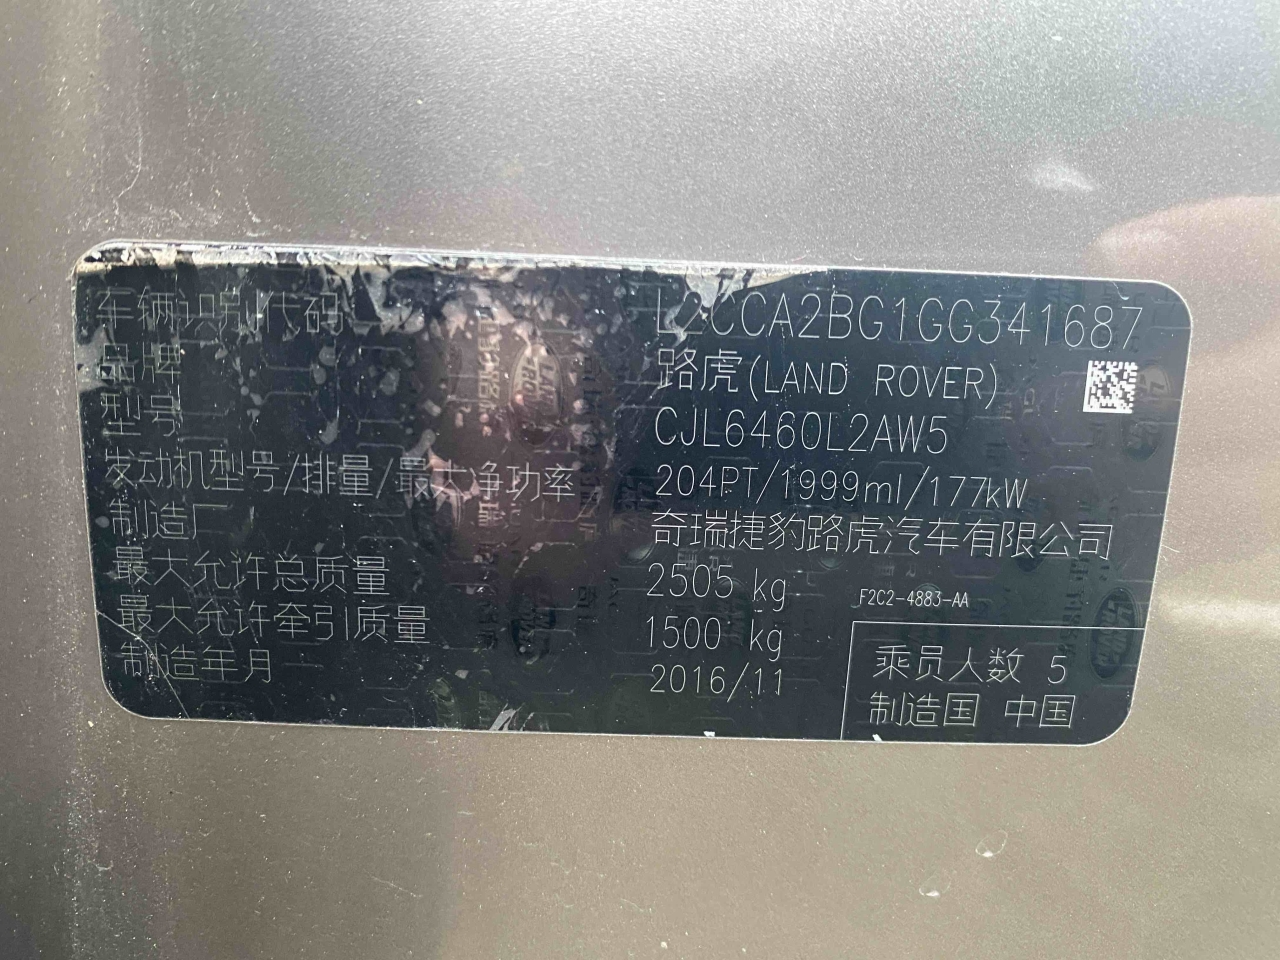 车辆识别代码 L2CCA2BG1GG341687
品牌 路虎(LAND ROVER)
型号 CJL6460L2AW5
发动机型号/排量/最大净功率 204PT/1999ml/177kW
制造厂 奇瑞捷豹路虎汽车有限公司
最大允许总质量 2505 kg
F2C2-4883-AA
最大允许牵引质量 1500 kg
制造年月 2016/11
乘员人数 5
制造国 中国